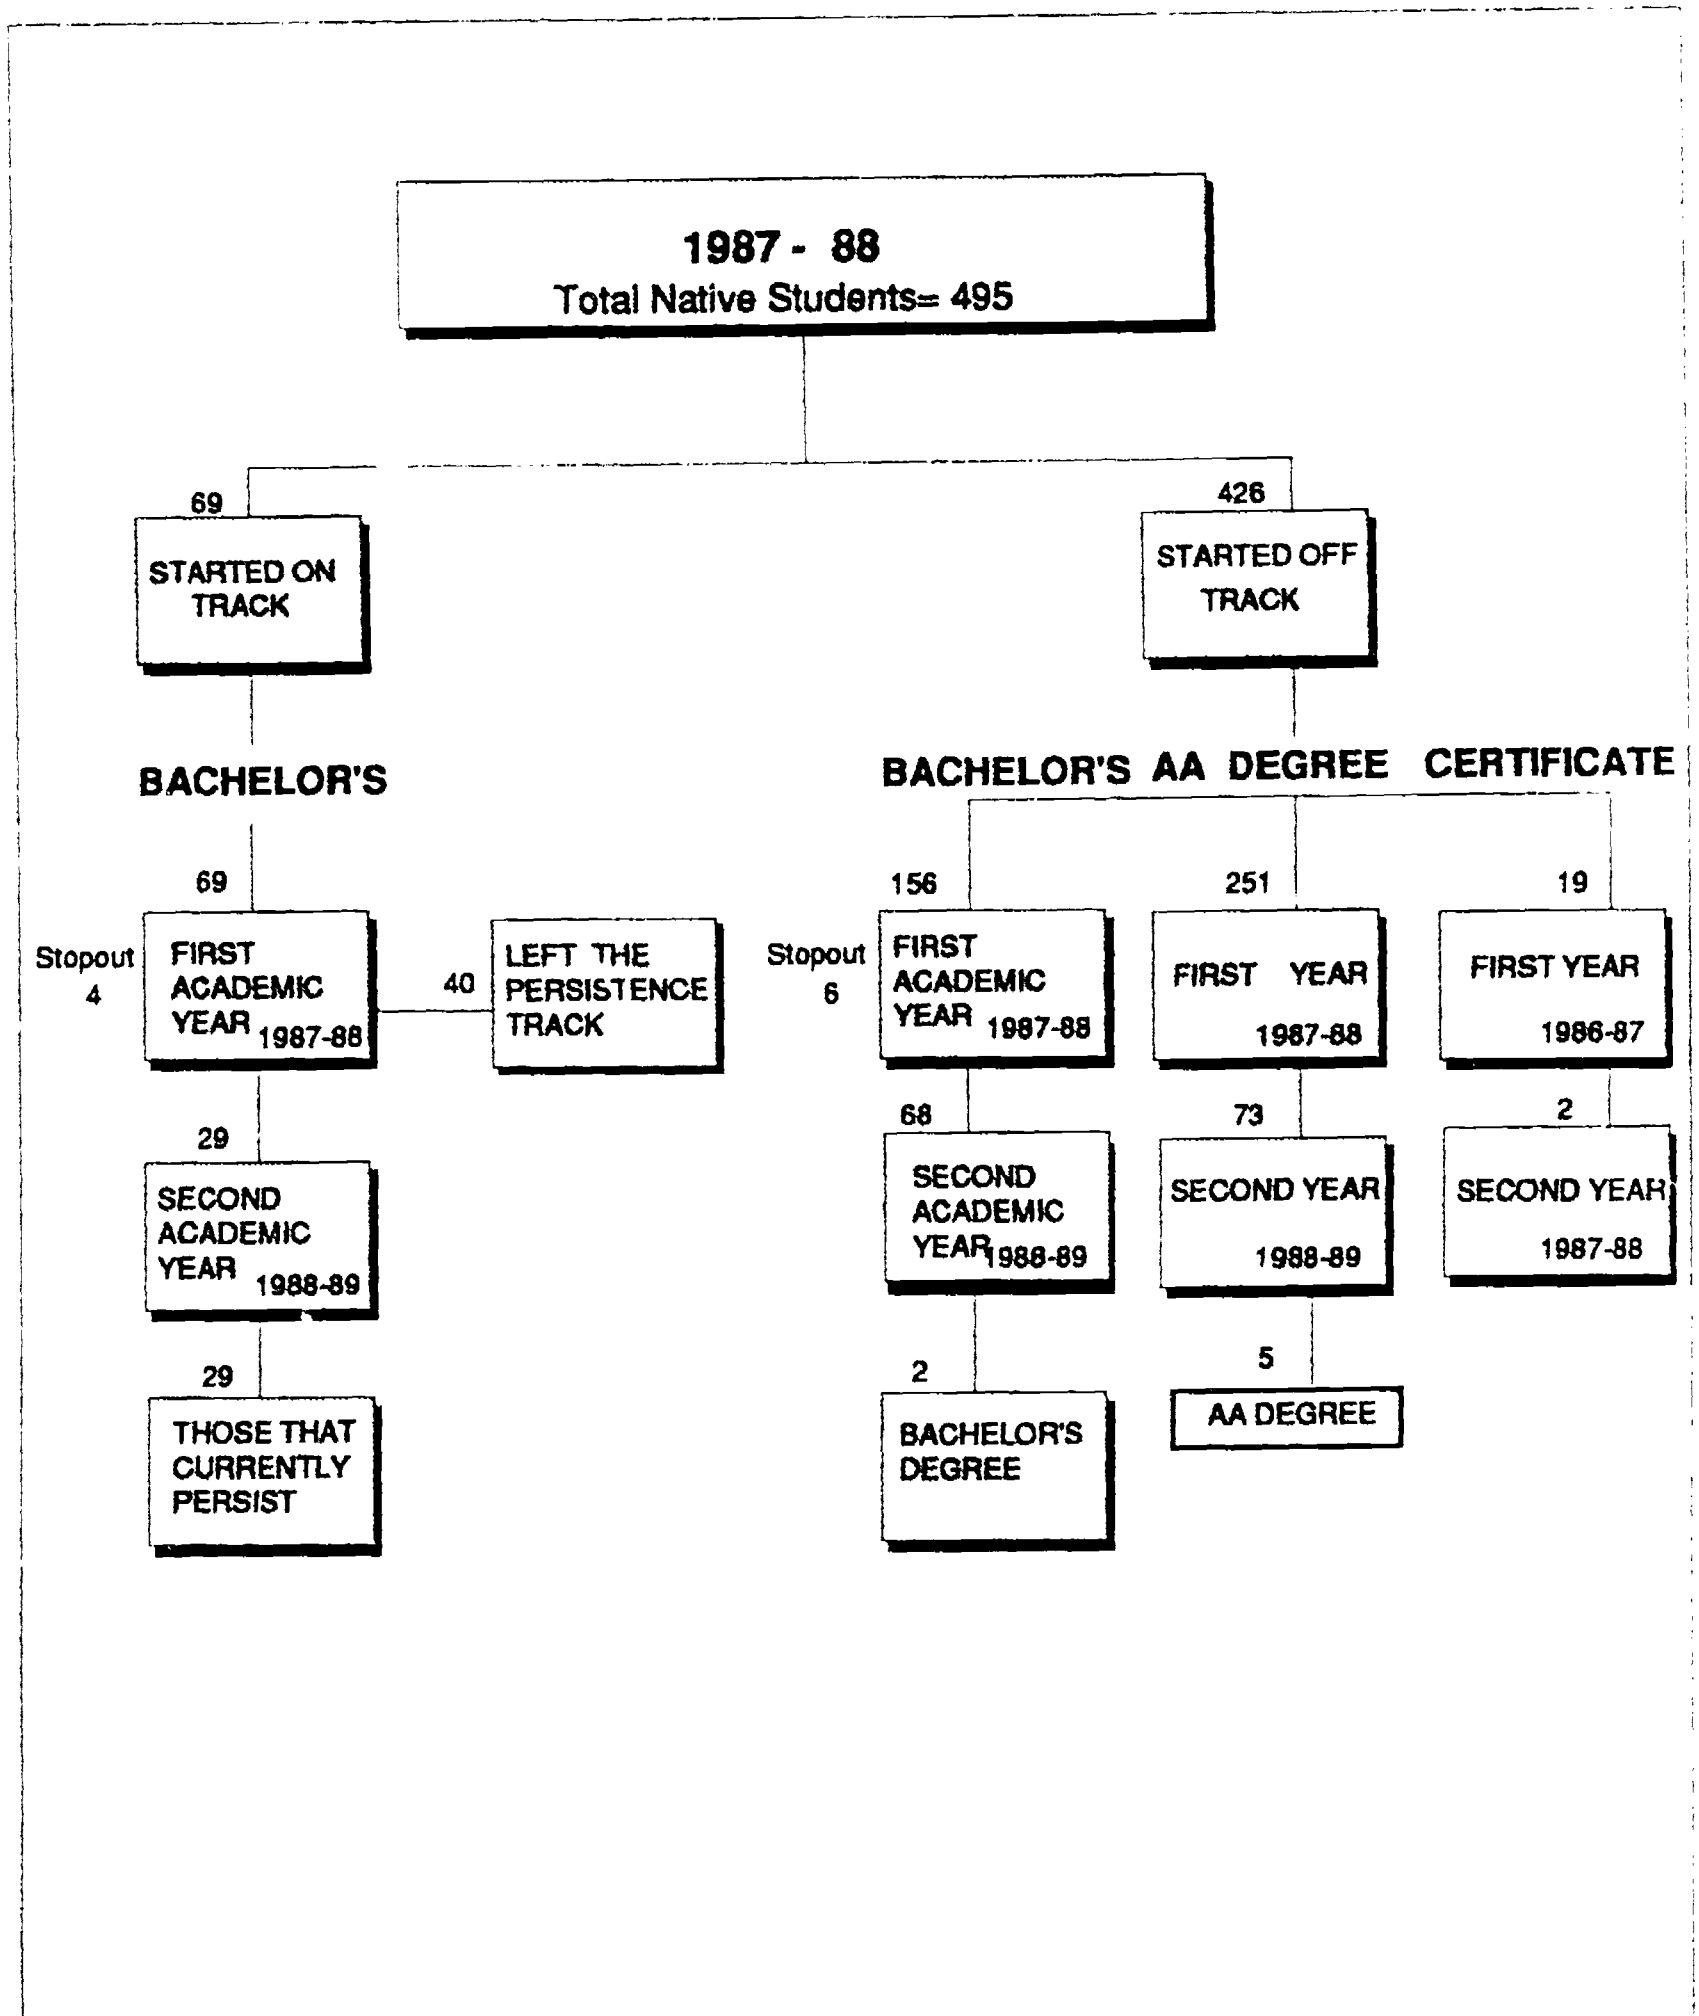 1987 - 88
Total Native Students= 495
69
STARTED ON
TRACK
BACHELOR'S
69
Stopout
4
FIRST
ACADEMIC
YEAR 1987-88
40
LEFT THE
PERSISTENCE
TRACK
29
SECOND
ACADEMIC
YEAR 1988-89
29
THOSE THAT
CURRENTLY
PERSIST
426
STARTED OFF
TRACK
BACHELOR'S AA DEGREE CERTIFICATE
156
Stopout
6
FIRST
ACADEMIC
YEAR 1987-88
68
SECOND
ACADEMIC
YEAR 1988-89
2
BACHELOR'S
DEGREE
251
FIRST YEAR
1987-88
73
SECOND YEAR
1988-89
5
AA DEGREE
19
FIRST YEAR
1986-87
2
SECOND YEAR
1987-88